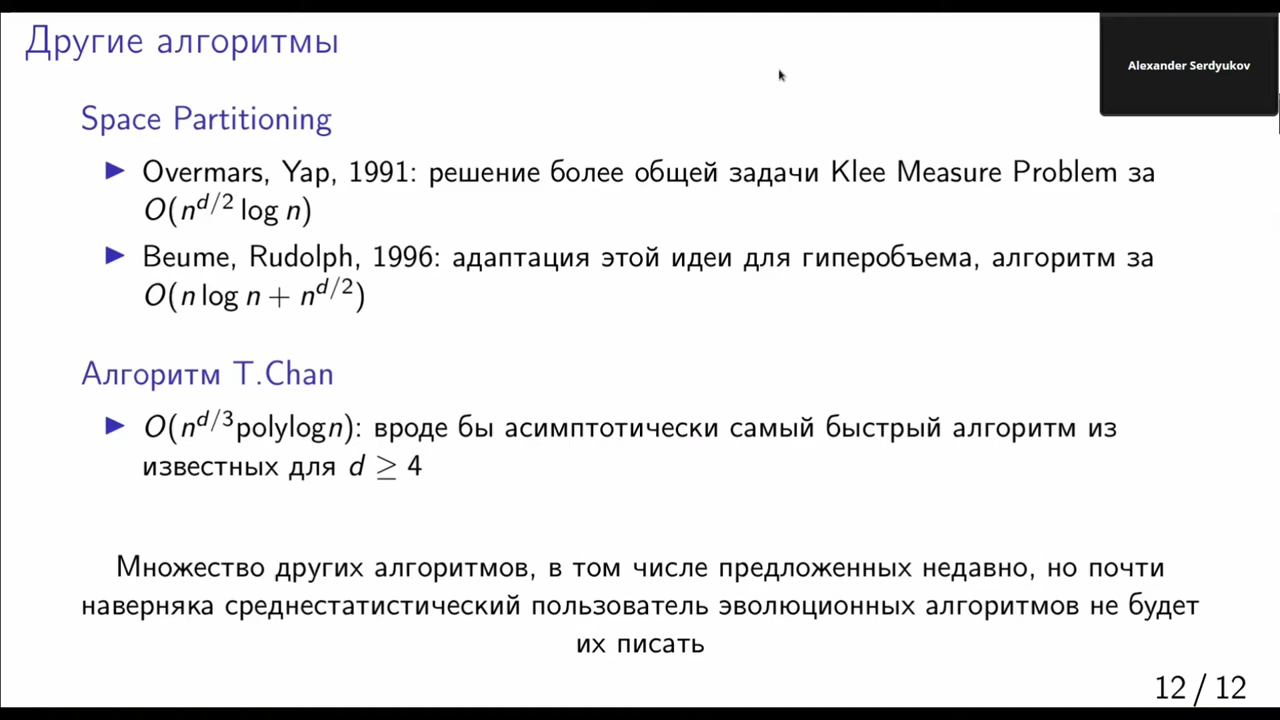 Другие алгоритмы
Alexander Serdyukov
Space Partitioning
▶ Overmars, Yap, 1991: решение более общей задачи Klee Measure Problem за
O(n^{d/2} log n)
▶ Beume, Rudolph, 1996: адаптация этой идеи для гиперобъема, алгоритм за
O(n log n + n^{d/2})
Алгоритм T.Chan
▶ O(n^{d/3}polylogn): вроде бы асимптотически самый быстрый алгоритм из
известных для d ≥ 4
Множество других алгоритмов, в том числе предложенных недавно, но почти
наверняка среднестатистический пользователь эволюционных алгоритмов не будет
их писать
12 / 12